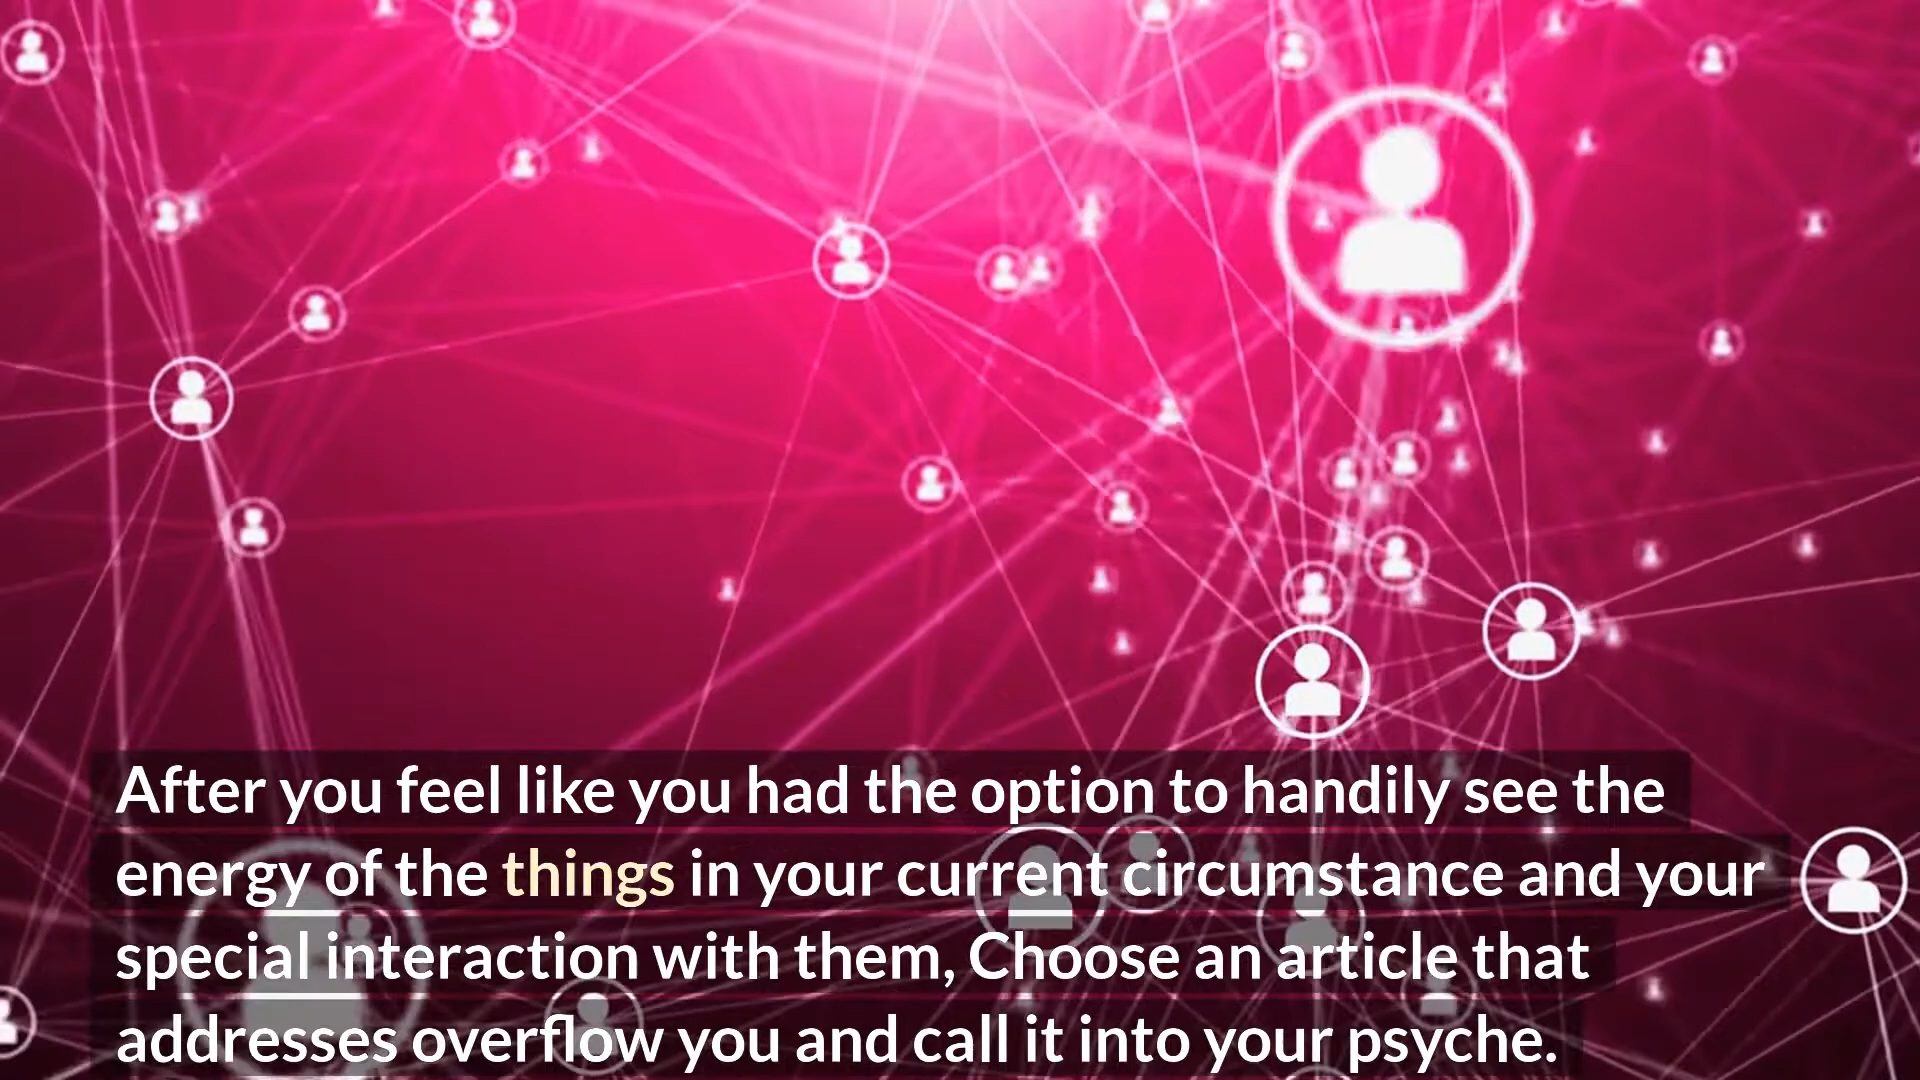 After you feel like you had the option to handily see the
energy of the things in your current circumstance and your
special interaction with them, Choose an article that
addresses overflow you and call it into your psyche.